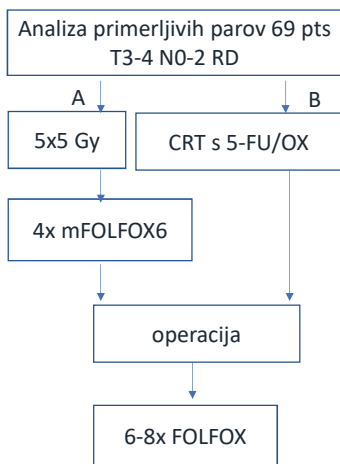 Analiza primerljivih parov 69 pts
T3-4 N0-2 RD
A
B
5x5 Gy
CRT s 5-FU/OX
4x mFOLFOX6
operacija
6-8x FOLFOX